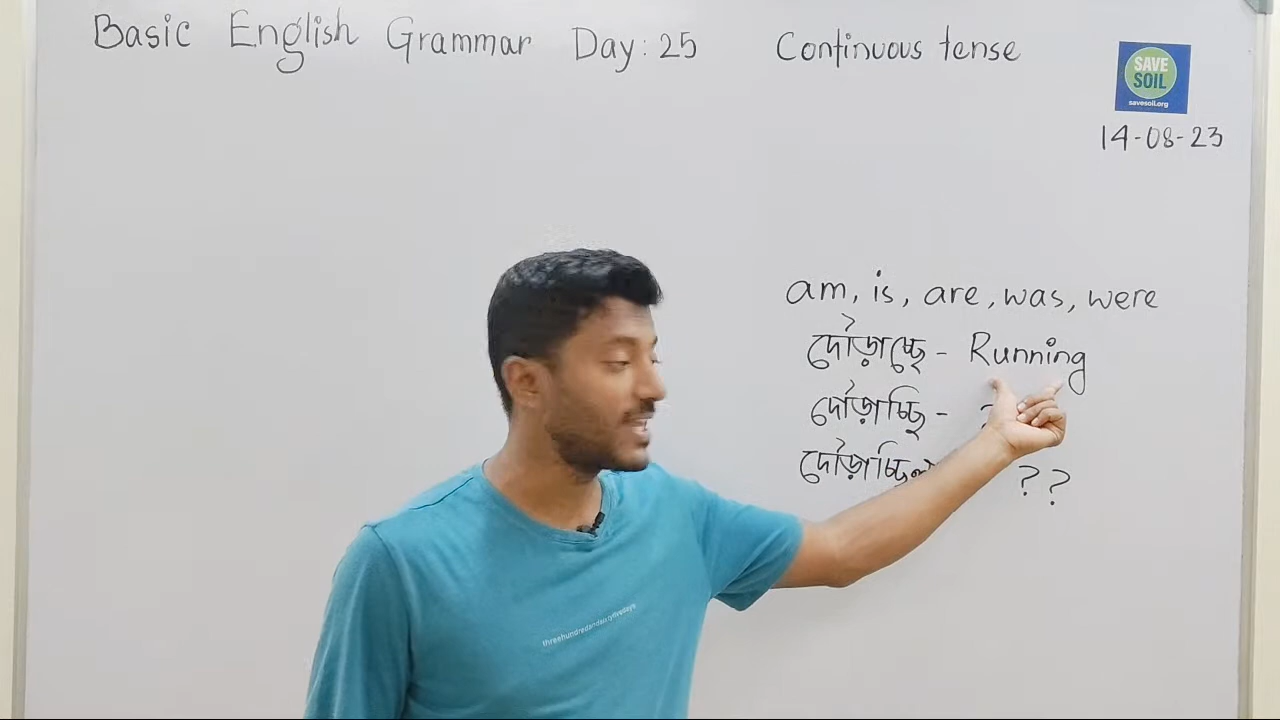 Basic English Grammar Day: 25 Continuous tense
SAVE
SOIL
savesoil.org
14-08-23
am, is, are, was, were
দৌড়াচ্ছে - Running
দৌড়াচ্ছি -
??
threehundredandsixtyfivedays